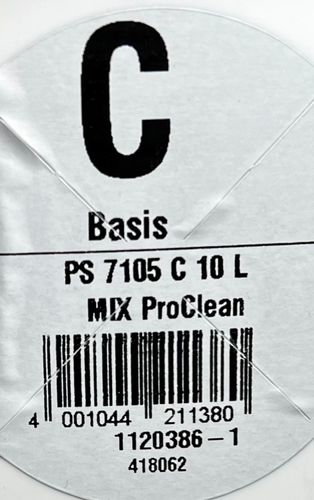 C
Basis
PS 7105 C 10 L
MIX ProClean
4 001044 211380
1120386-1
418062